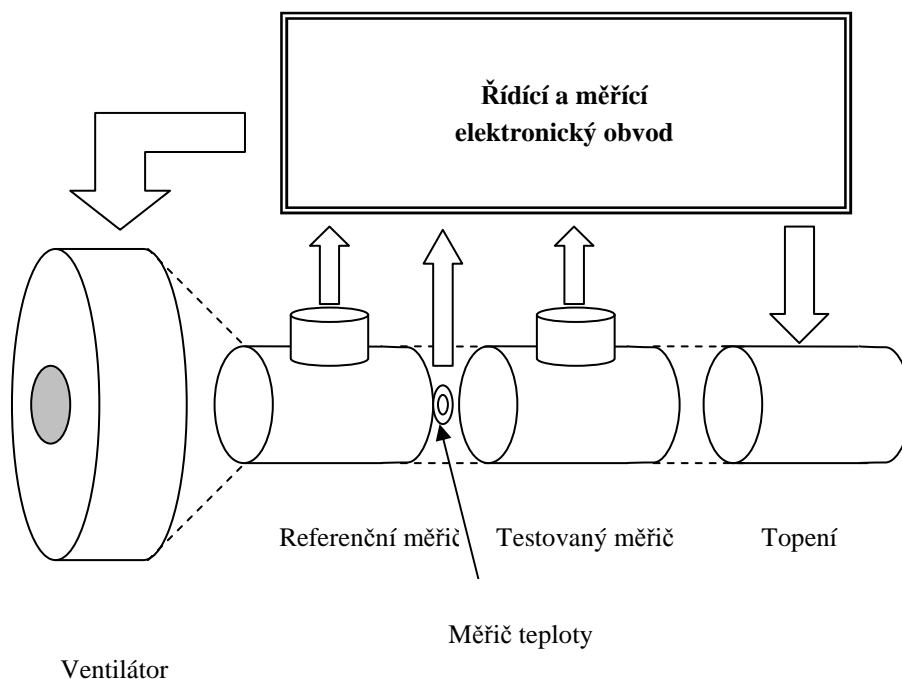 Řídící a měřící
elektronický obvod
Referenční měřič
Testovaný měřič
Topení
Měřič teploty
Ventilátor